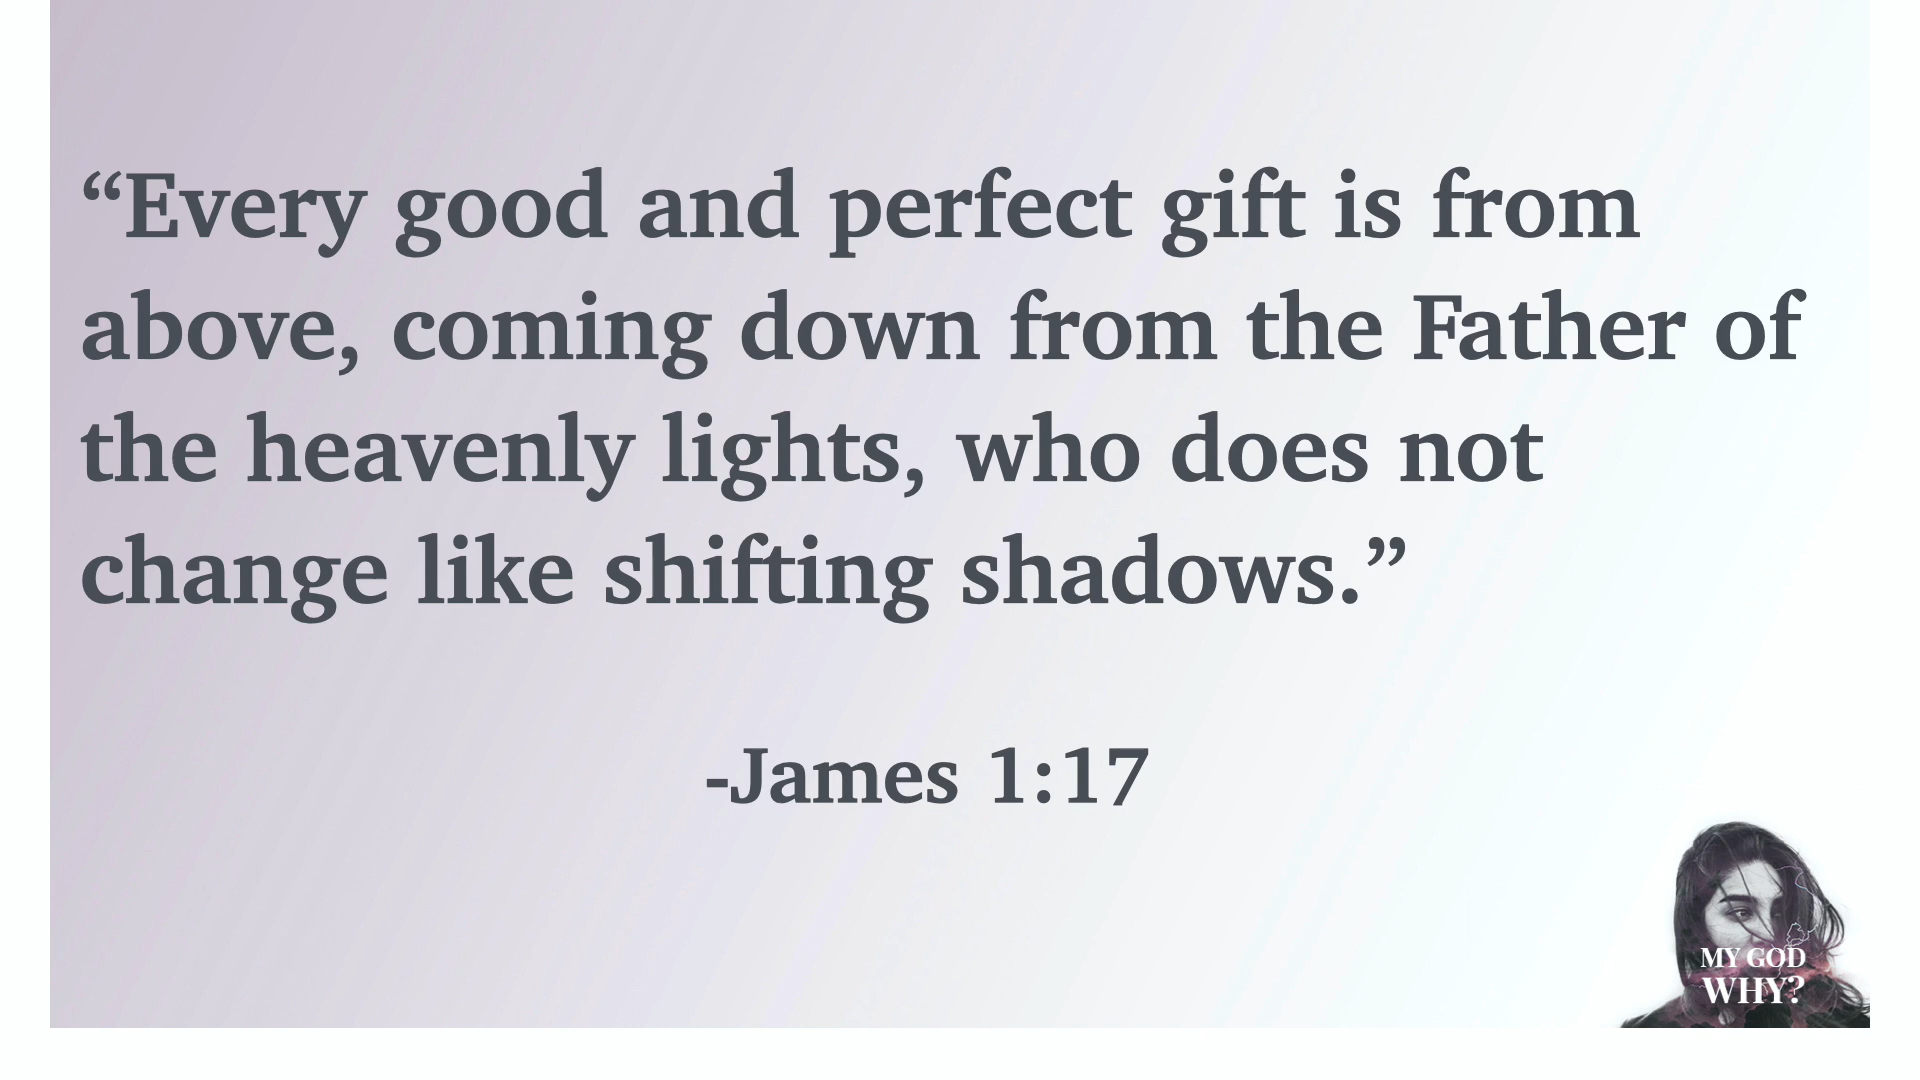 “Every good and perfect gift is from
above, coming down from the Father of
the heavenly lights, who does not
change like shifting shadows.”
-James 1:17
MY GOD
WHY?